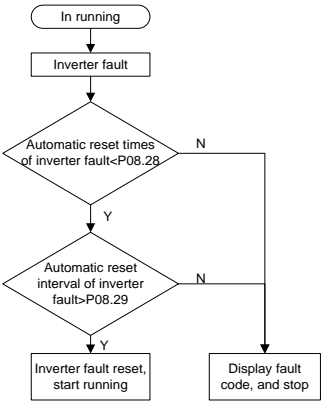 In running
Inverter fault
Automatic reset times
of inverter fault<P08.28
N
Y
Automatic reset
interval of inverter
fault>P08.29
N
Y
Inverter fault reset,
start running
Display fault
code, and stop